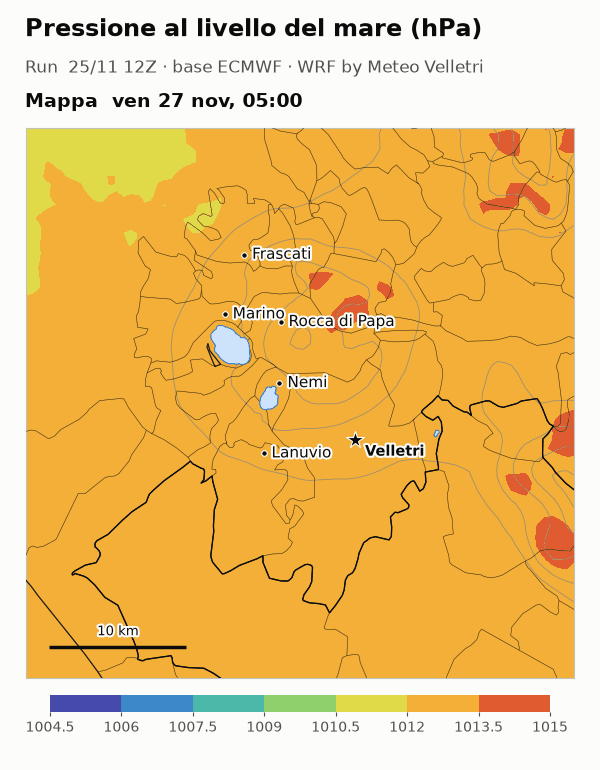 Pressione al livello del mare (hPa)
Run  25/11 12Z · base ECMWF · WRF by Meteo Velletri
Mappa  ven 27 nov, 05:00
Frascati
Marino
Rocca di Papa
Nemi
Velletri
Lanuvio
10 km
1004.5 1006 1007.5 1009 1010.5 1012 1013.5 1015